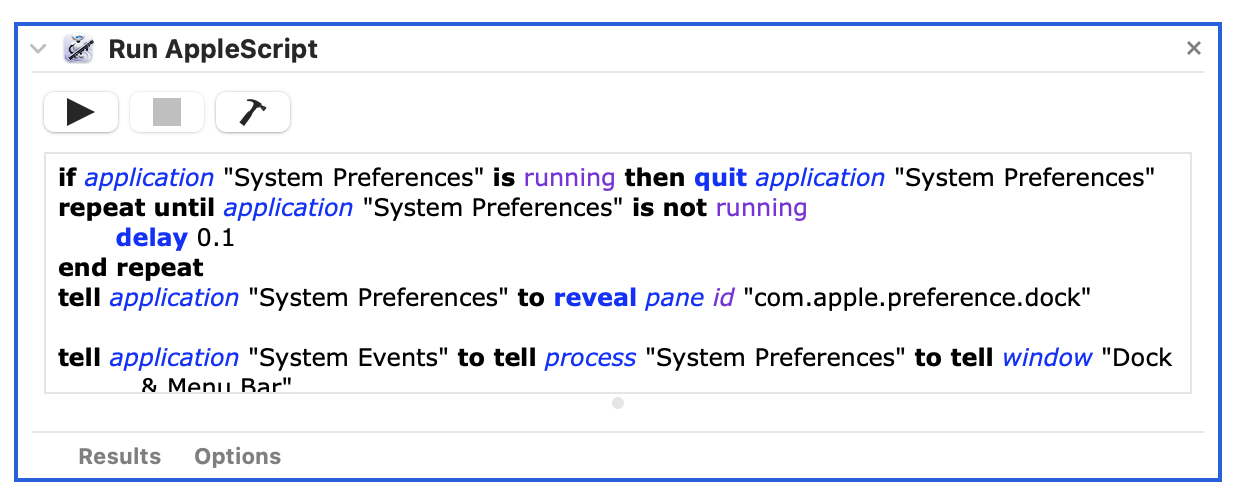 Run AppleScript
if application "System Preferences" is running then quit application "System Preferences"
repeat until application "System Preferences" is not running
delay 0.1
end repeat
tell application "System Preferences" to reveal pane id "com.apple.preference.dock"
tell application "System Events" to tell process "System Preferences" to tell window "Dock
& Menu Bar"
Results Options